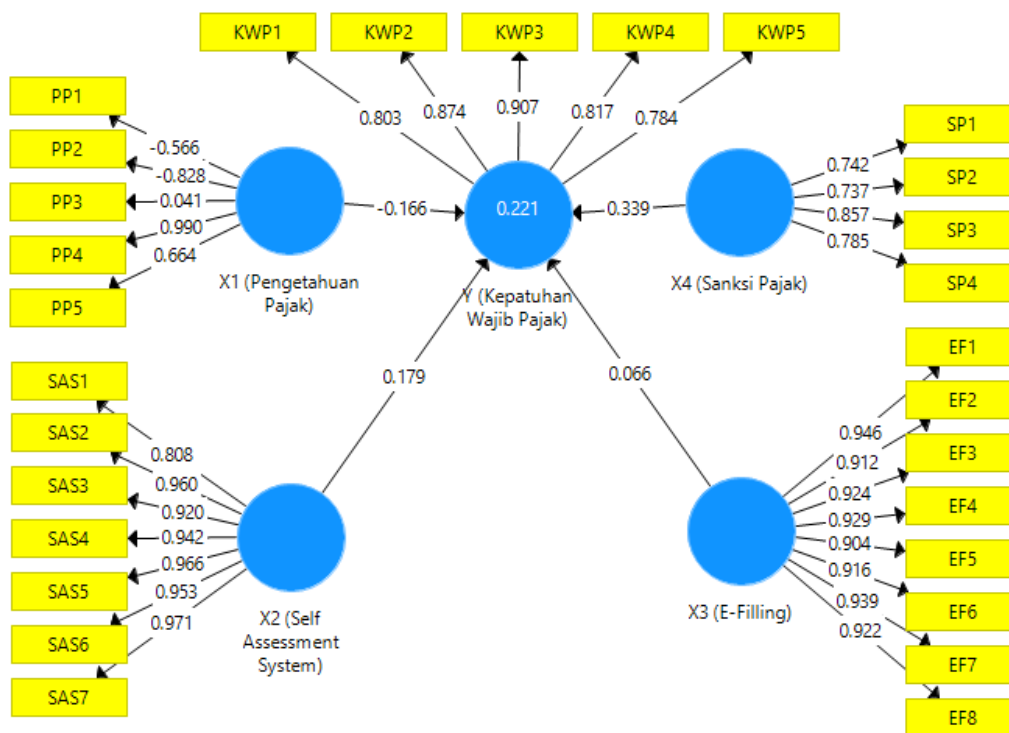 KWP1
KWP2
KWP3
KWP4
KWP5
0.803
0.874
0.907
0.817
0.784
PP1
PP2
PP3
PP4
PP5
-0.566
-0.828
0.041
0.990
0.664
X1 (Pengetahuan
Pajak)
-0.166
0.221
Y (Kepatuhan
Wajib Pajak)
0.339
X4 (Sanksi Pajak)
0.742
0.737
0.857
0.785
SP1
SP2
SP3
SP4
0.179
0.066
SAS1
SAS2
SAS3
SAS4
SAS5
SAS6
SAS7
0.808
0.960
0.920
0.942
0.966
0.953
0.971
X2 (Self
Assessment
System)
X3 (E-Filling)
0.946
0.912
0.924
0.929
0.904
0.916
0.939
0.922
EF1
EF2
EF3
EF4
EF5
EF6
EF7
EF8